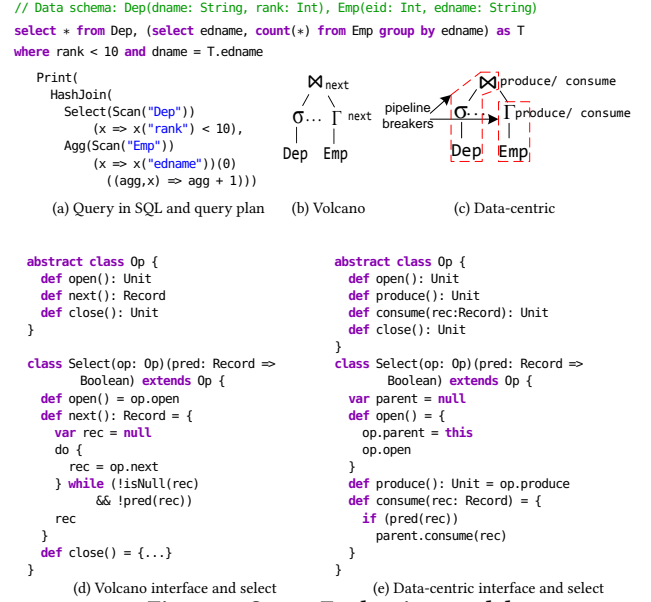 // Data schema: Dep(dname: String, rank: Int), Emp(eid: Int, edname: String)
select * from Dep, (select edname, count(*) from Emp group by edname) as T
where rank < 10 and dname = T.edname
Print(
HashJoin(
Select(Scan("Dep"))
(x => x("rank") < 10),
Agg(Scan("Emp"))
(x => x("edname"))(0)
((agg,x) => agg + 1)))
(a) Query in SQL and query plan
⋈ next
σ... Γ next
Dep Emp
(b) Volcano
⋈ produce/ consume
pipeline
breakers
σ... Γ produce/ consume
Dep Emp
(c) Data-centric
abstract class Op {
def open(): Unit
def next(): Record
def close(): Unit
}
class Select(op: Op)(pred: Record =>
Boolean) extends Op {
def open() = op.open
def next(): Record = {
var rec = null
do {
rec = op.next
} while (!isNull(rec)
&& !pred(rec))
rec
}
def close() = {...}
}
(d) Volcano interface and select
abstract class Op {
def open(): Unit
def produce(): Unit
def consume(rec:Record): Unit
def close(): Unit
}
class Select(op: Op)(pred: Record =>
Boolean) extends Op {
var parent = null
def open() = {
op.parent = this
op.open
}
def produce(): Unit = op.produce
def consume(rec: Record) = {
if (pred(rec))
parent.consume(rec)
}
}
(e) Data-centric interface and select